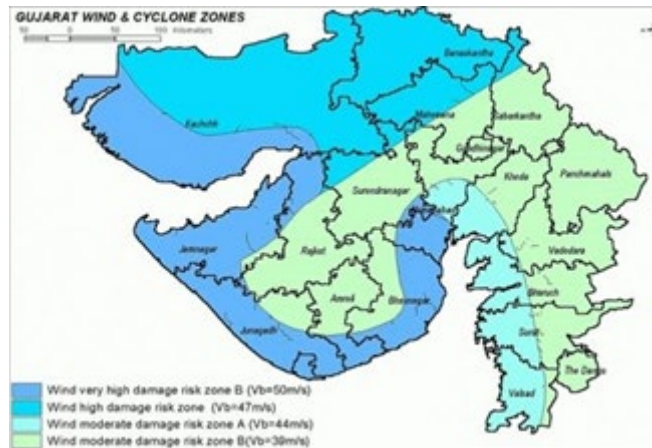 GUJARAT WIND & CYCLONE ZONES
50 0 50 100 Kilometers
Banaskantha
Kachchh
Mahesana
Sabarkantha
Gandhinagar
Kheda
Panchmahals
Surendranagar
Ahmedabad
Jamnagar
Rajkot
Vadodara
Amreli
Bhavnagar
Bharuch
Junagadh
Surat
The Dangs
Valsad
Wind very high damage risk zone B (Vb=50m/s)
Wind high damage risk zone (Vb=47m/s)
Wind moderate damage risk zone A (Vb=44m/s)
Wind moderate damage risk zone B(Vb=39m/s)